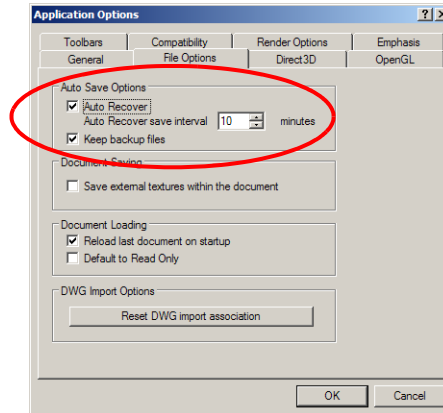 Application Options
Toolbars Compatibility Render Options Emphasis
General File Options Direct3D OpenGL
Auto Save Options
Auto Recover
Auto Recover save interval 10 minutes
Keep backup files
Document Saving
Save external textures within the document
Document Loading
Reload last document on startup
Default to Read Only
DWG Import Options
Reset DWG import association
OK Cancel